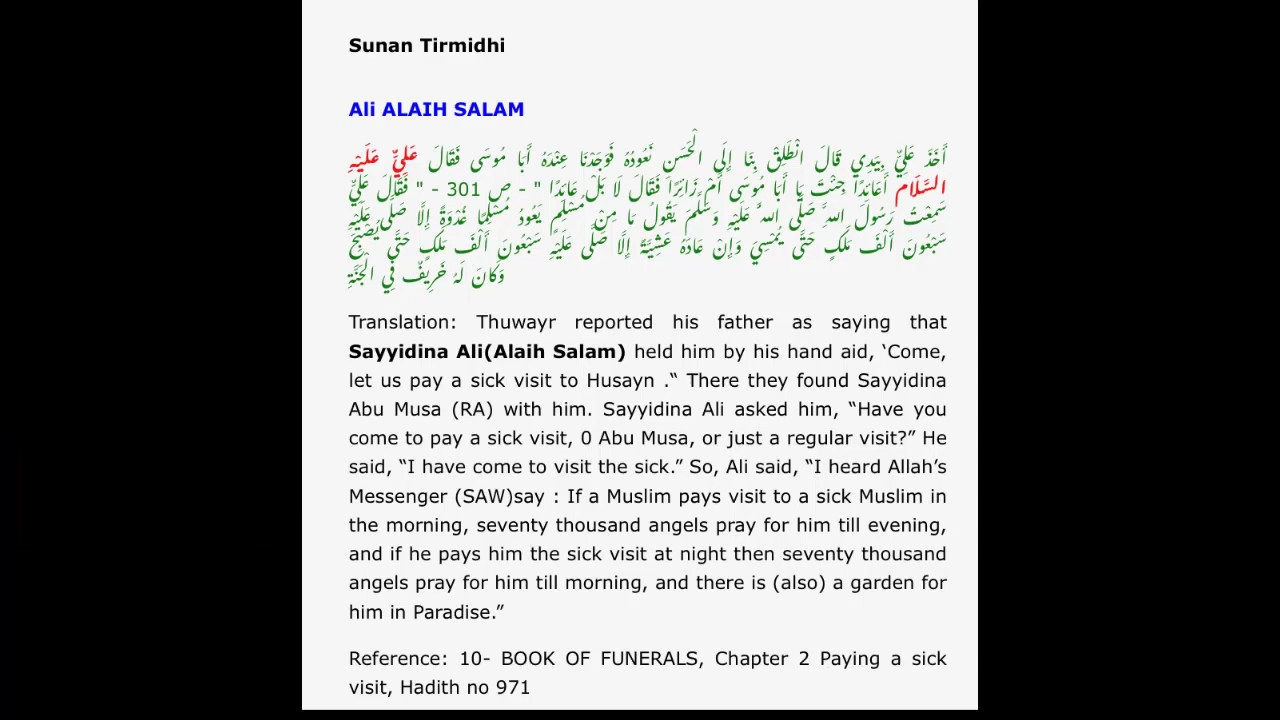 Sunan Tirmidhi
Ali ALAIH SALAM
أَخَذَ عَلِيٌّ بِيَدِي قَالَ انْطَلِقْ بِنَا إِلَى الْحَسَنِ نَعُودُهُ فَوَجَدْنَا عِنْدَهُ أَبَا مُوسَى فَقَالَ عَلِيٌّ عَلَيْهِ
السَّلَام أَعَائِدًا جِئْتَ يَا أَبَا مُوسَى أَمْ زَائِرًا فَقَالَ لَا بَلْ عَائِدًا " - ص 301 - " فَقَالَ عَلِيٌّ
سَمِعْتُ رَسُولَ اللَّهِ صَلَّى اللَّهُ عَلَيْهِ وَسَلَّمَ يَقُولُ مَا مِنْ مُسْلِمٍ يَعُودُ مُسْلِمًا غُدْوَةً إِلَّا صَلَّى عَلَيْهِ
سَبْعُونَ أَلْفَ مَلَكٍ حَتَّى يُمْسِيَ وَإِنْ عَادَهُ عَشِيَّةً إِلَّا صَلَّى عَلَيْهِ سَبْعُونَ أَلْفَ مَلَكٍ حَتَّى يُصْبِحَ
وَكَانَ لَهُ خَرِيفٌ فِي الْجَنَّةِ
Translation: Thuwayr reported his father as saying that
Sayyidina Ali(Alaih Salam) held him by his hand aid, ‘Come,
let us pay a sick visit to Husayn .“ There they found Sayyidina
Abu Musa (RA) with him. Sayyidina Ali asked him, “Have you
come to pay a sick visit, 0 Abu Musa, or just a regular visit?” He
said, “I have come to visit the sick.” So, Ali said, “I heard Allah’s
Messenger (SAW)say : If a Muslim pays visit to a sick Muslim in
the morning, seventy thousand angels pray for him till evening,
and if he pays him the sick visit at night then seventy thousand
angels pray for him till morning, and there is (also) a garden for
him in Paradise.”
Reference: 10- BOOK OF FUNERALS, Chapter 2 Paying a sick
visit, Hadith no 971